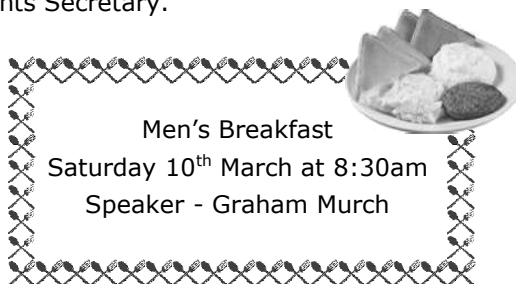 nts Secretary.
Men's Breakfast
Saturday 10th March at 8:30am
Speaker - Graham Murch